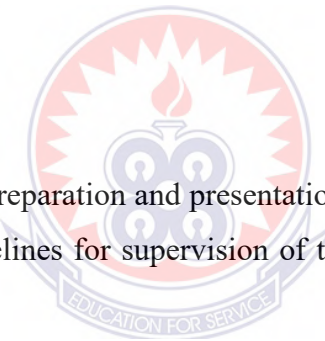 reparation and presentatio
elines for supervision of t
EDUCATION FOR SERVICE